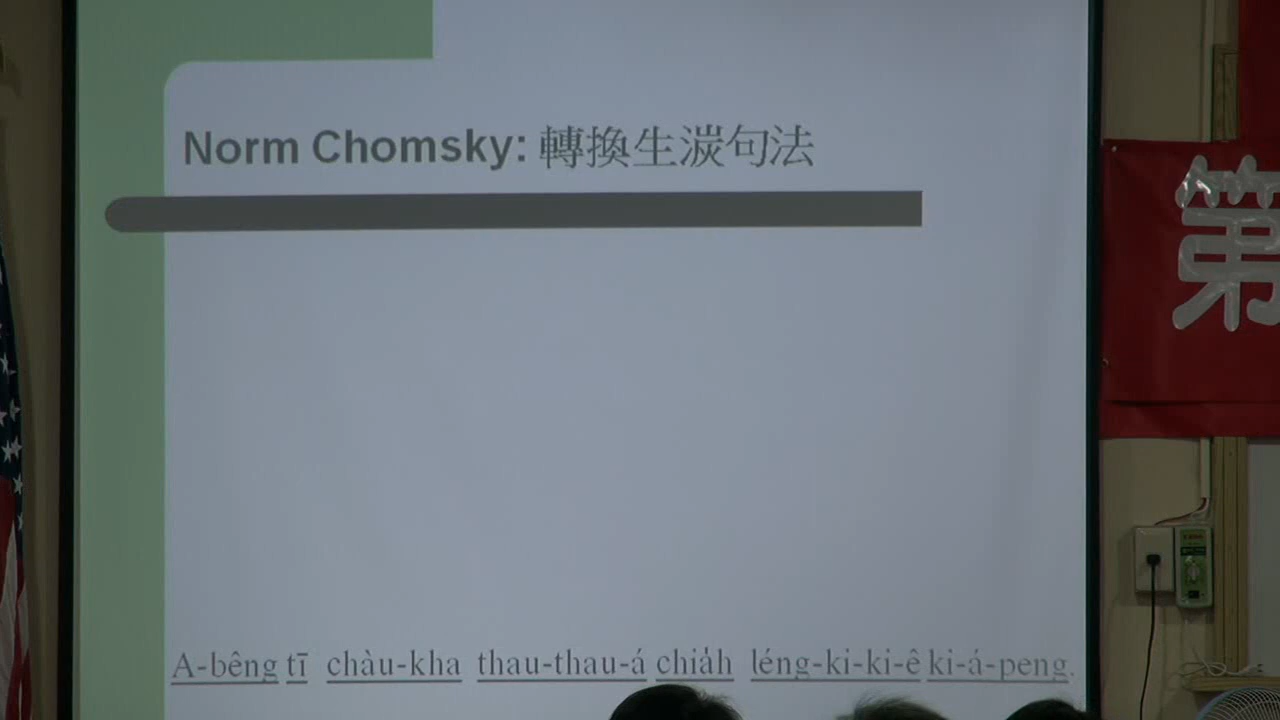 Norm Chomsky: 轉換生湠句法
第
A-bêng tī chàu-kha thau-thau-á chia̍h léng-ki-ki-ê ki-á-peng.